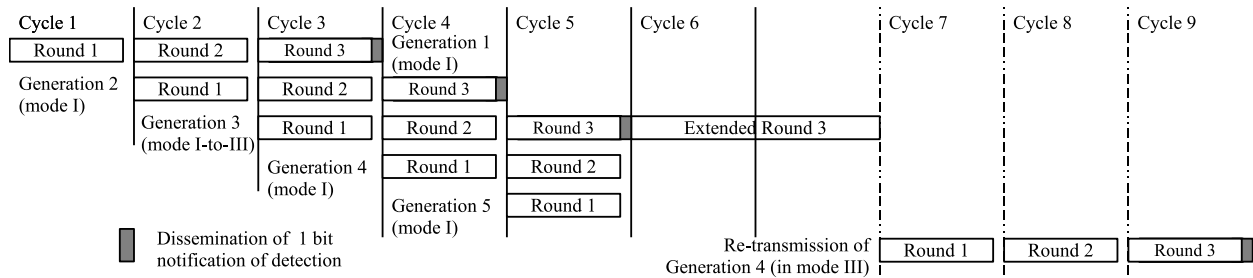 Cycle 1 Cycle 2 Cycle 3 Cycle 4 Cycle 5 Cycle 6 Cycle 7 Cycle 8 Cycle 9
Round 1 Round 2 Round 3 Generation 1
(mode I)
Generation 2 Round 1 Round 2 Round 3
(mode I)
Generation 3 Round 1 Round 2 Round 3 Extended Round 3
(mode I-to-III)
Generation 4 Round 1 Round 2
(mode I)
Generation 5 Round 1
(mode I)
Dissemination of 1 bit
notification of detection
Re-transmission of Round 1 Round 2 Round 3
Generation 4 (in mode III)